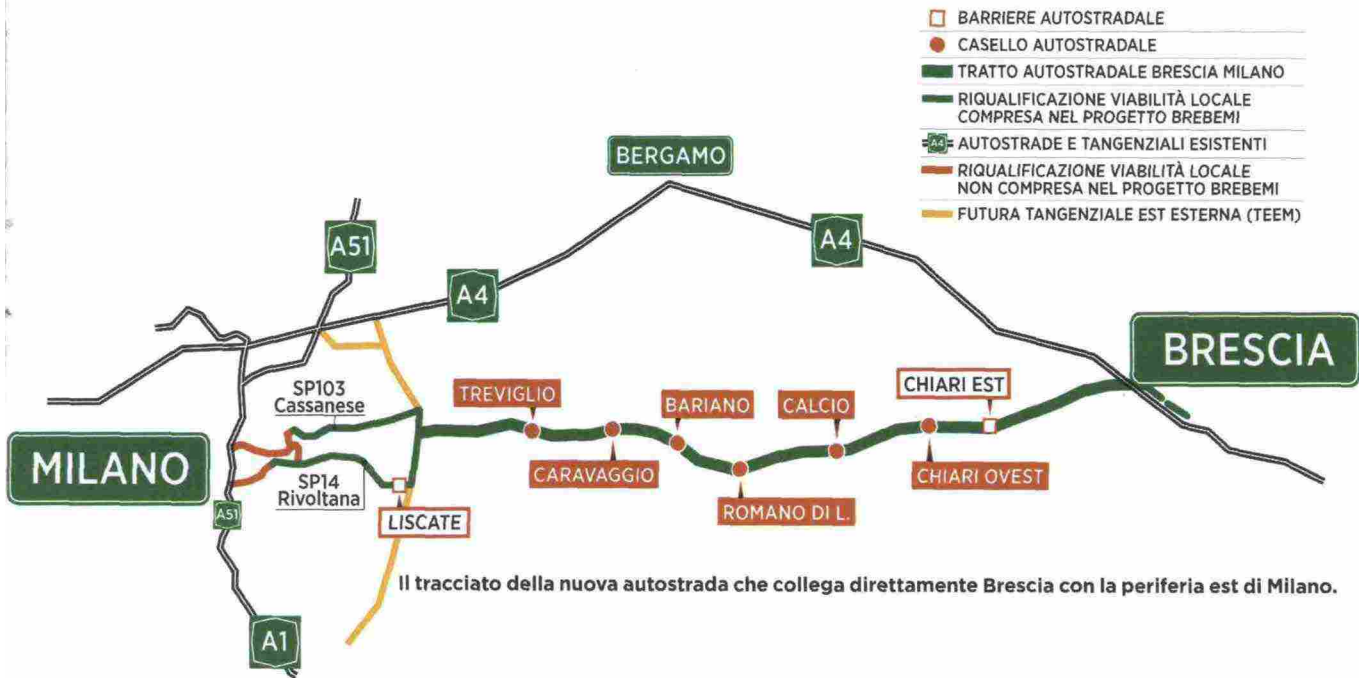 BARRIERE AUTOSTRADALE
CASELLO AUTOSTRADALE
TRATTO AUTOSTRADALE BRESCIA MILANO
RIQUALIFICAZIONE VIABILITÀ LOCALE
COMPRESA NEL PROGETTO BREBEMI
A4 AUTOSTRADE E TANGENZIALI ESISTENTI
RIQUALIFICAZIONE VIABILITÀ LOCALE
NON COMPRESA NEL PROGETTO BREBEMI
FUTURA TANGENZIALE EST ESTERNA (TEEM)
BERGAMO
A51
A4
A4
BRESCIA
SP103
Cassanese
TREVIGLIO
BARIANO
CALCIO
CHIARI EST
MILANO
SP14
Rivoltana
CARAVAGGIO
CHIARI OVEST
ROMANO DI L.
A51
LISCATE
Il tracciato della nuova autostrada che collega direttamente Brescia con la periferia est di Milano.
A1